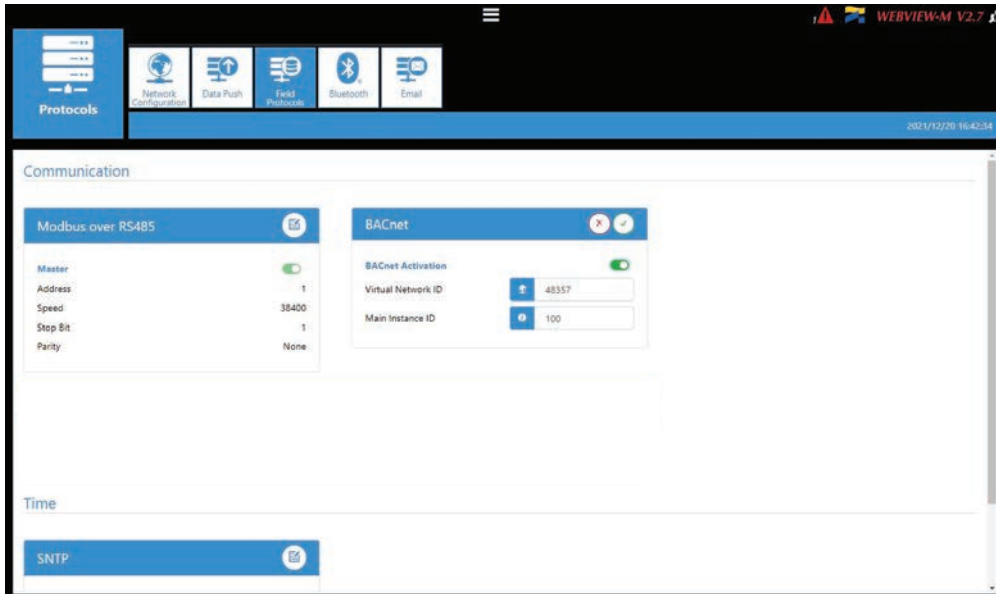 1
WEBVIEW-M V2.7
Protocols
Network Configuration
Data Push
Field Protocols
Bluetooth
Email
2021/12/20 16:42:34
Communication
Modbus over RS485
Master
Address 1
Speed 38400
Stop Bit 1
Parity None
BACnet
BACnet Activation
Virtual Network ID 48357
Main Instance ID 100
Time
SNTP